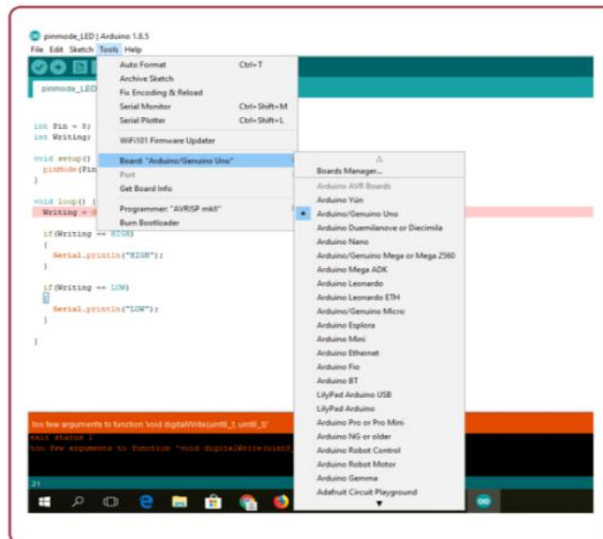 pinmode_LED | Arduino 1.8.5
File Edit Sketch Tools Help
pinmode_LED
Auto Format Ctrl+T
Archive Sketch
Fix Encoding & Reload
Serial Monitor Ctrl+Shift+M
Serial Plotter Ctrl+Shift+L
WiFi101 Firmware Updater
Board: "Arduino/Genuino Uno"
Port
Get Board Info
Programmer: "AVRISP mkII"
Burn Bootloader
Boards Manager...
Arduino AVR Boards
Arduino Yún
Arduino/Genuino Uno
Arduino Duemilanove or Diecimila
Arduino Nano
Arduino/Genuino Mega or Mega 2560
Arduino Mega ADK
Arduino Leonardo
Arduino Leonardo ETH
Arduino/Genuino Micro
Arduino Esplora
Arduino Mini
Arduino Ethernet
Arduino Fio
Arduino BT
LilyPad Arduino USB
LilyPad Arduino
Arduino Pro or Pro Mini
Arduino NG or older
Arduino Robot Control
Arduino Robot Motor
Arduino Gemma
Adafruit Circuit Playground
int Pin = 8;
int Writing;
void setup()
pinMode(Pin
}
void loop() {
Writing =
if(Writing == HIGH)
{
Serial.println("HIGH");
}
if(Writing == LOW)
{
Serial.println("LOW");
}
}
too few arguments to function 'void digitalWrite(uint8_t, uint8_t)'
exit status 1
too few arguments to function 'void digitalWrite(uint8_
21